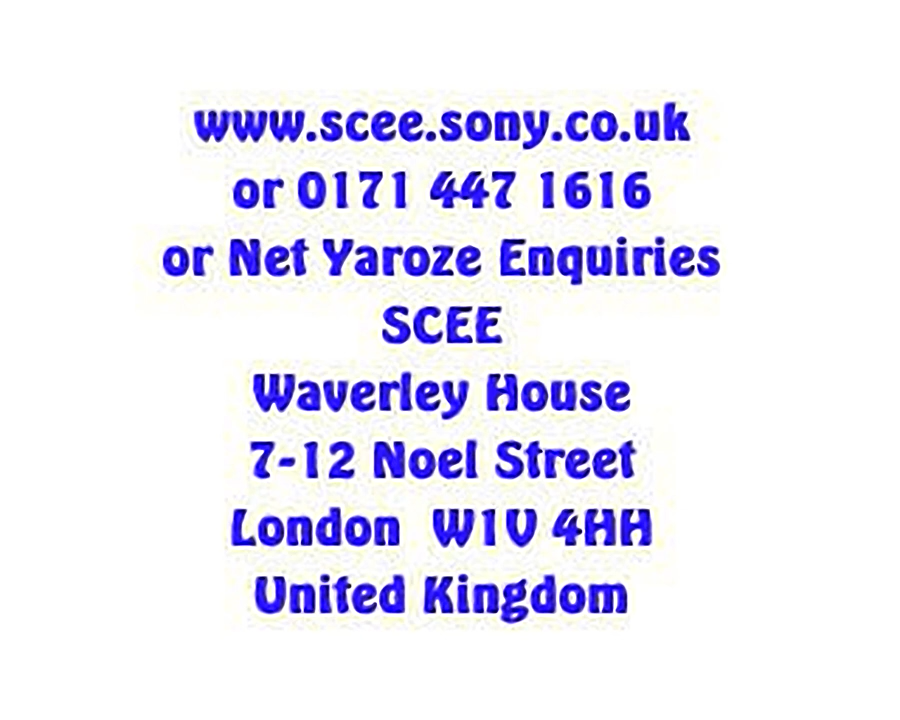 www.scee.sony.co.uk
or 0171 447 1616
or Net Yaroze Enquiries
SCEE
Waverley House
7-12 Noel Street
London W1V 4HH
United Kingdom